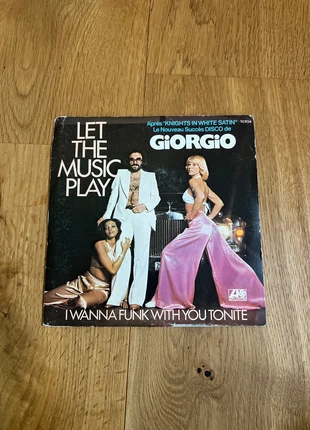 LET
THE
MUSIC
PLAY
Après "KNIGHTS IN WHITE SATIN" 10934
Le Nouveau Succès DISCO de
GiORGiO
I WANNA FUNK WITH YOU TONITE